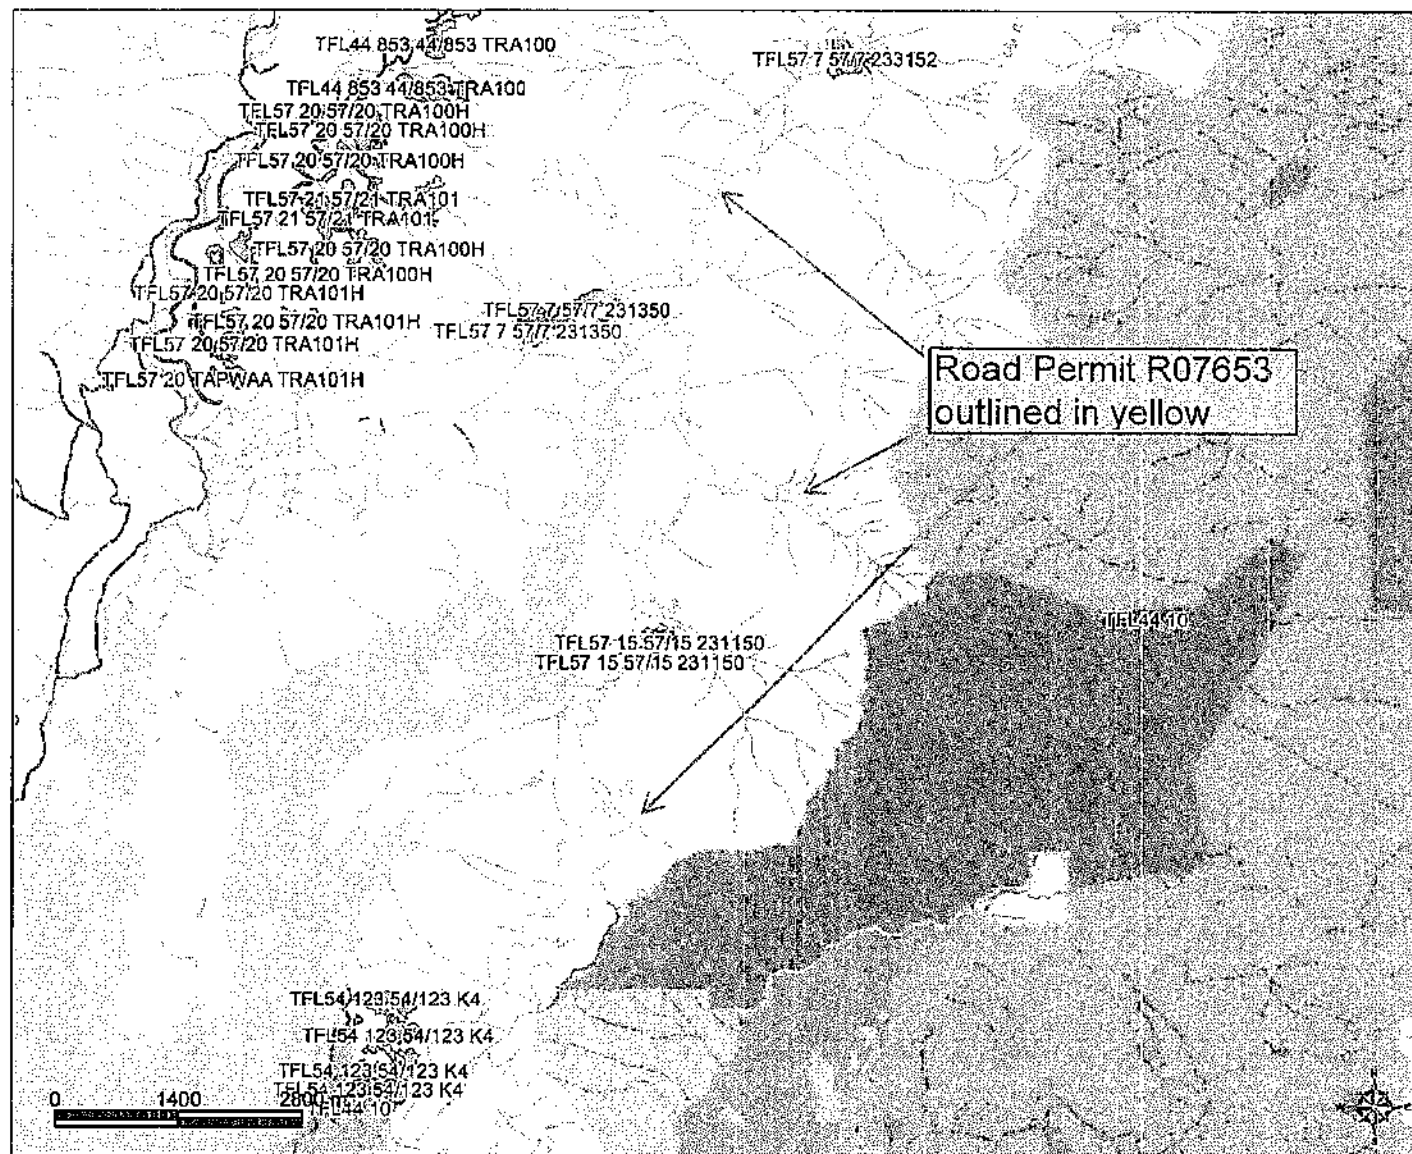 TFL44 853 44/853 TRA100
TFL57 7 57/7 233152
TFL44 853 44/853 TRA100
TFL57 20 57/20 TRA100H
TFL57 20 57/20 TRA100H
TFL57 20 57/20 TRA100H
TFL57 21 57/21 TRA101
TFL57 21 57/21 TRA101
TFL57 20 57/20 TRA100H
TFL57 20 57/20 TRA100H
TFL57 20 57/20 TRA101H
TFL57 7 57/7 231350
TFL57 20 57/20 TRA101H
TFL57 7 57/7 231350
TFL57 20 57/20 TRA101H
TFL57 20 TAPWAA TRA101H
Road Permit R07653
outlined in yellow
TFL44 10
TFL57 15 57/15 231150
TFL57 15 57/15 231150
TFL54 123 54/123 K4
TFL54 123 54/123 K4
TFL54 123 54/123 K4
TFL54 123 54/123 K4
TFL44 10
0 1400 2800 m
N